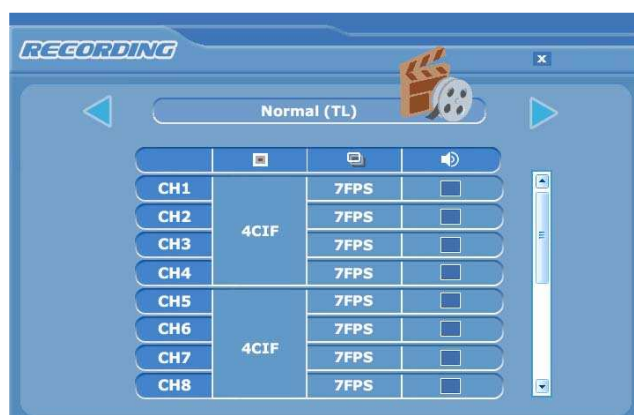 RECORDING
x
Normal (TL)
CH1 7FPS
CH2 7FPS
4CIF
CH3 7FPS
CH4 7FPS
CH5 7FPS
CH6 7FPS
4CIF
CH7 7FPS
CH8 7FPS